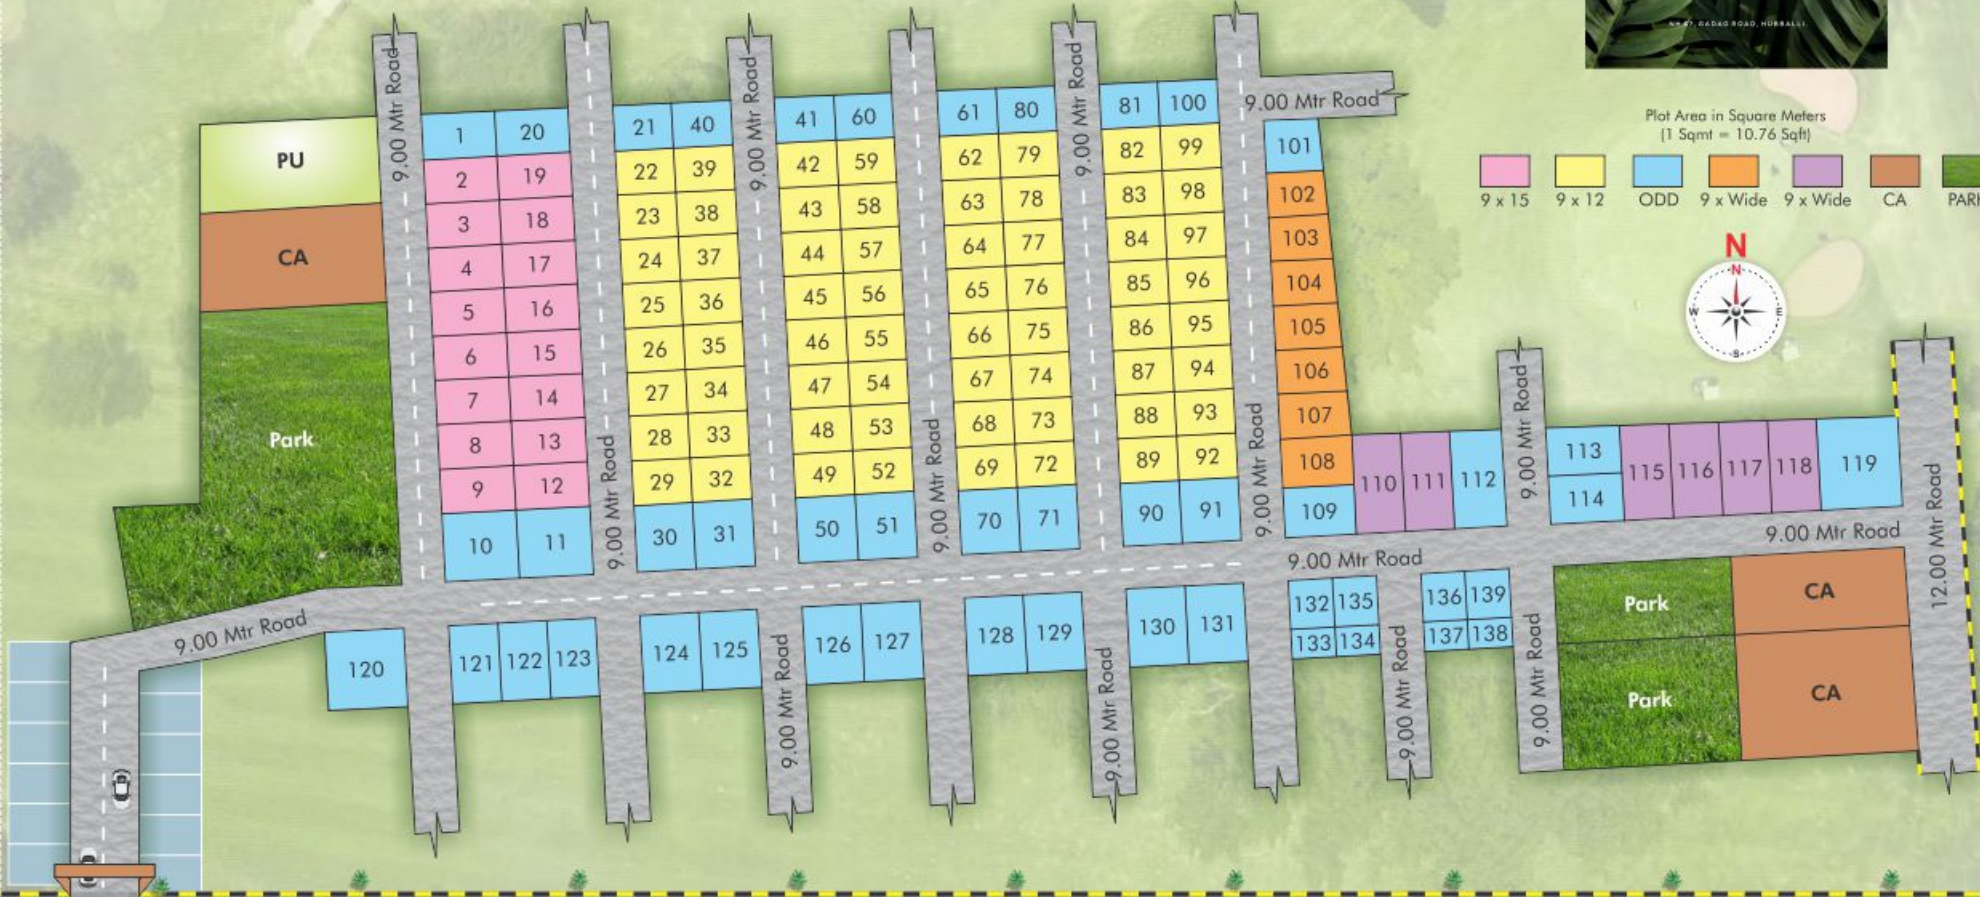 NH 67, GADAG ROAD, HUBBALLI.
Plot Area in Square Meters
(1 Sqmt = 10.76 Sqft)
9 x 15 9 x 12 ODD 9 x Wide 9 x Wide CA PARK
N
N
W E
S
PU
CA
Park
9.00 Mtr Road
1 20
2 19
3 18
4 17
5 16
6 15
7 14
8 13
9 12
10 11
9.00 Mtr Road
21 40
22 39
23 38
24 37
25 36
26 35
27 34
28 33
29 32
30 31
9.00 Mtr Road
41 60
42 59
43 58
44 57
45 56
46 55
47 54
48 53
49 52
50 51
9.00 Mtr Road
61 80
62 79
63 78
64 77
65 76
66 75
67 74
68 73
69 72
70 71
9.00 Mtr Road
81 100
82 99
83 98
84 97
85 96
86 95
87 94
88 93
89 92
90 91
9.00 Mtr Road
9.00 Mtr Road
101
102
103
104
105
106
107
108
109
110 111 112
9.00 Mtr Road
113
114
115 116 117 118 119
12.00 Mtr Road
9.00 Mtr Road
9.00 Mtr Road
9.00 Mtr Road
120
121 122 123
124 125
9.00 Mtr Road
126 127
128 129
9.00 Mtr Road
130 131
132 135
133 134
9.00 Mtr Road
136 139
137 138
9.00 Mtr Road
Park CA
Park CA